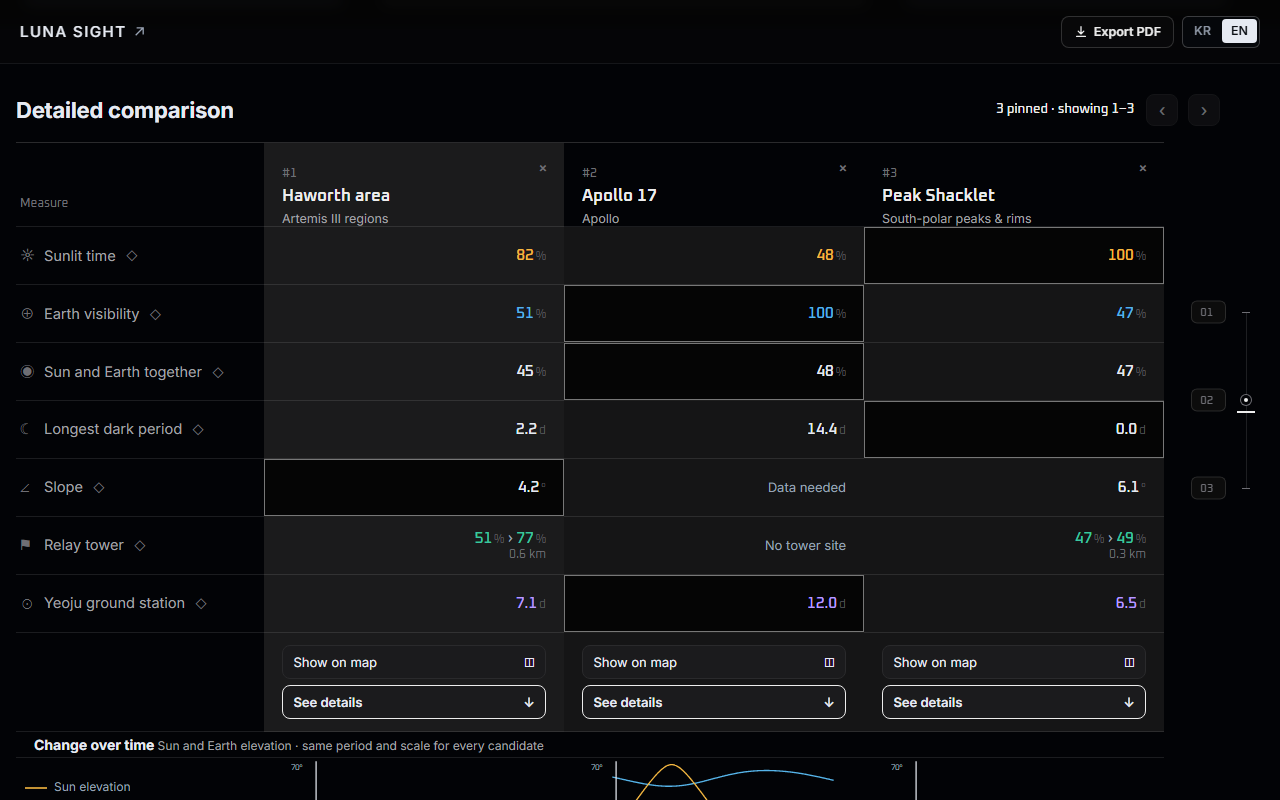 LUNA SIGHT ↗
Export PDF
KR EN
Detailed comparison
3 pinned · showing 1–3
Measure
#1
Haworth area
Artemis III regions
#2
Apollo 17
Apollo
#3
Peak Shacklet
South-polar peaks & rims
Sunlit time 82% 48% 100%
Earth visibility 51% 100% 47%
Sun and Earth together 45% 48% 47%
Longest dark period 2.2d 14.4d 0.0d
Slope 4.2° Data needed 6.1°
Relay tower 51% › 77% No tower site 47% › 49%
0.6 km 0.3 km
Yeoju ground station 7.1d 12.0d 6.5d
01
02
03
Show on map Show on map Show on map
See details See details See details
Change over time Sun and Earth elevation · same period and scale for every candidate
70° 70° 70°
Sun elevation